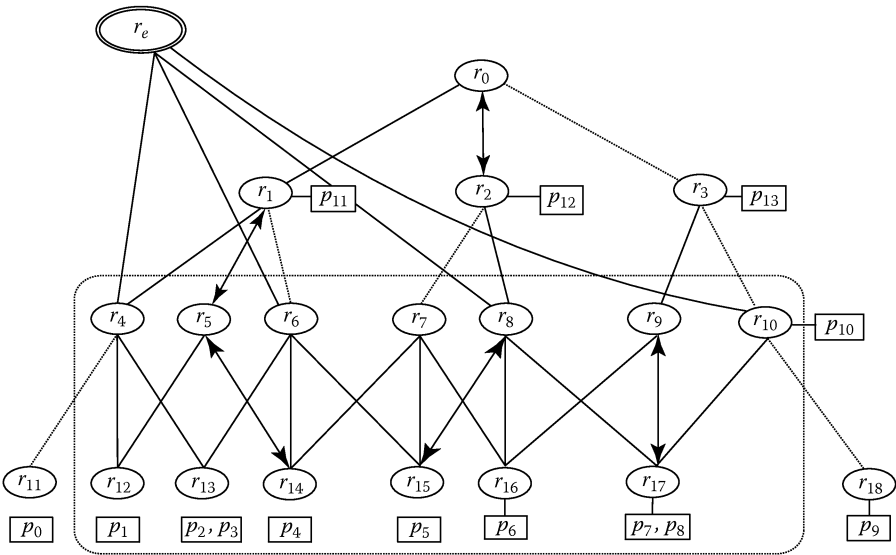 r_e
r_0
r_1 p_11 r_2 p_12 r_3 p_13
r_4 r_5 r_6 r_7 r_8 r_9 r_10 p_10
r_11 r_12 r_13 r_14 r_15 r_16 r_17 r_18
p_0 p_1 p_2, p_3 p_4 p_5 p_6 p_7, p_8 p_9